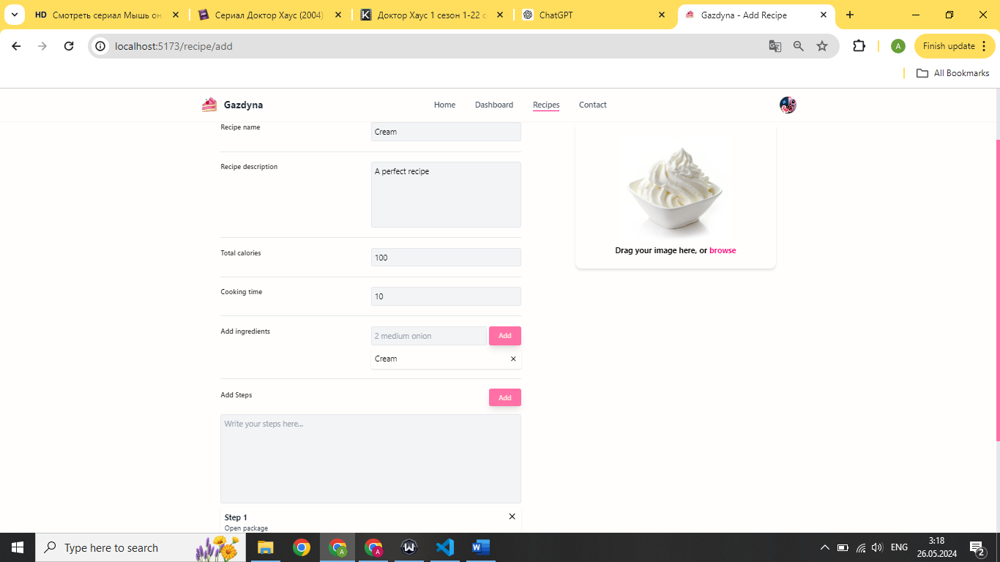 HD Смотреть сериал Мышь он
Сериал Доктор Хаус (2004)
K Доктор Хаус 1 сезон 1-22 с
ChatGPT
Gazdyna - Add Recipe
localhost:5173/recipe/add
A
Finish update
All Bookmarks
Gazdyna
Home
Dashboard
Recipes
Contact
Recipe name
Cream
Recipe description
A perfect recipe
Total calories
100
Drag your image here, or browse
Cooking time
10
Add ingredients
2 medium onion
Add
Cream
Add Steps
Add
Write your steps here...
Step 1
Open package
Type here to search
ENG
3:18
26.05.2024
2